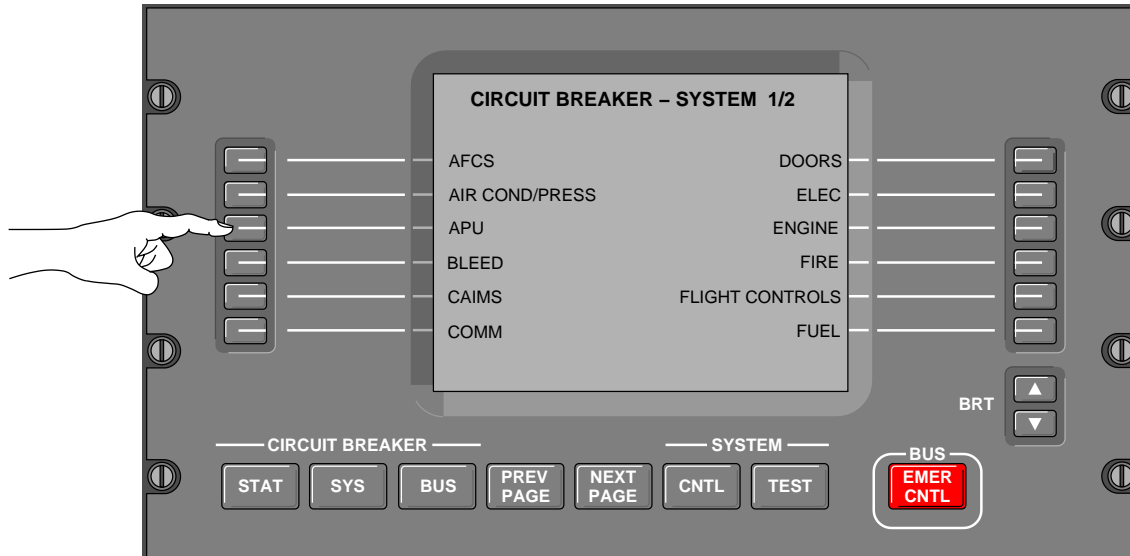 CIRCUIT BREAKER – SYSTEM 1/2
AFCS DOORS
AIR COND/PRESS ELEC
APU ENGINE
BLEED FIRE
CAIMS FLIGHT CONTROLS
COMM FUEL
BRT
CIRCUIT BREAKER SYSTEM BUS
STAT SYS BUS PREV PAGE NEXT PAGE CNTL TEST EMER CNTL